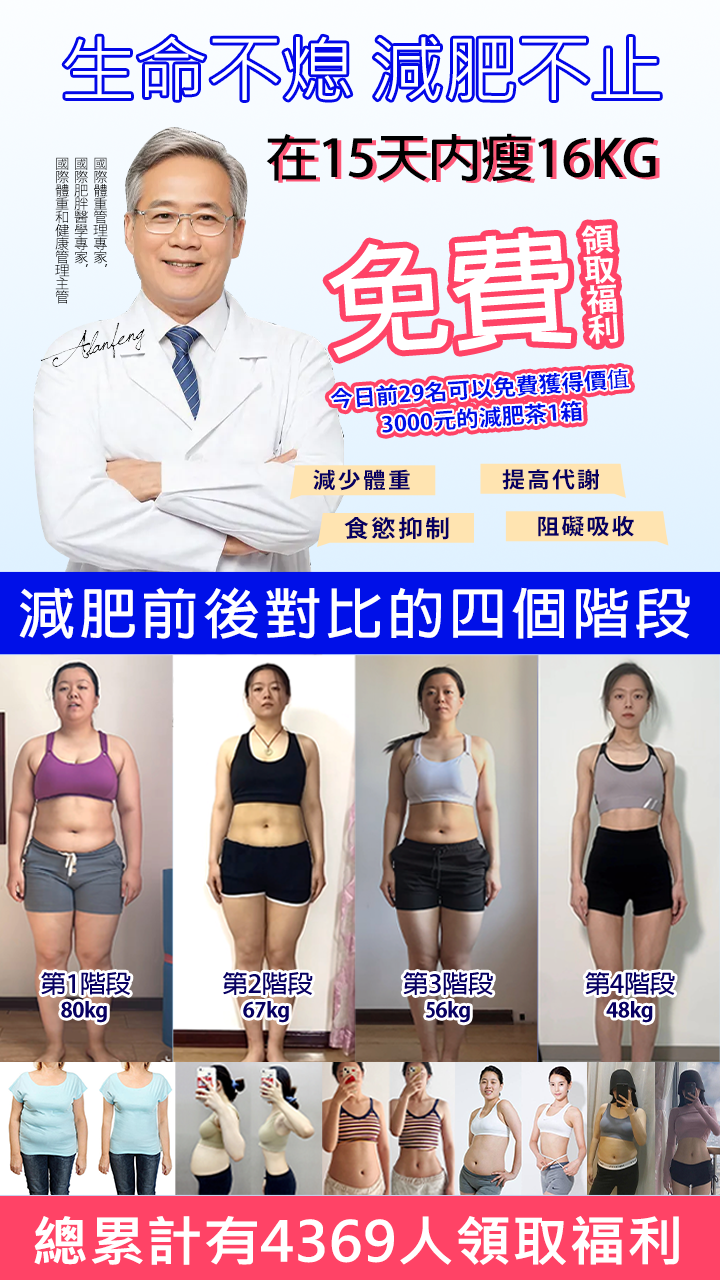 生命不熄 減肥不止
在15天内瘦16KG
國際體重管理專家,
國際肥胖醫學專家,
國際體重和健康管理主管
Alanfeng
免費
領取福利
今日前29名可以免費獲得價值
3000元的減肥茶1箱
減少體重
提高代謝
食慾抑制
阻礙吸收
減肥前後對比的四個階段
第1階段
80kg
第2階段
67kg
第3階段
56kg
第4階段
48kg
總累計有4369人領取福利